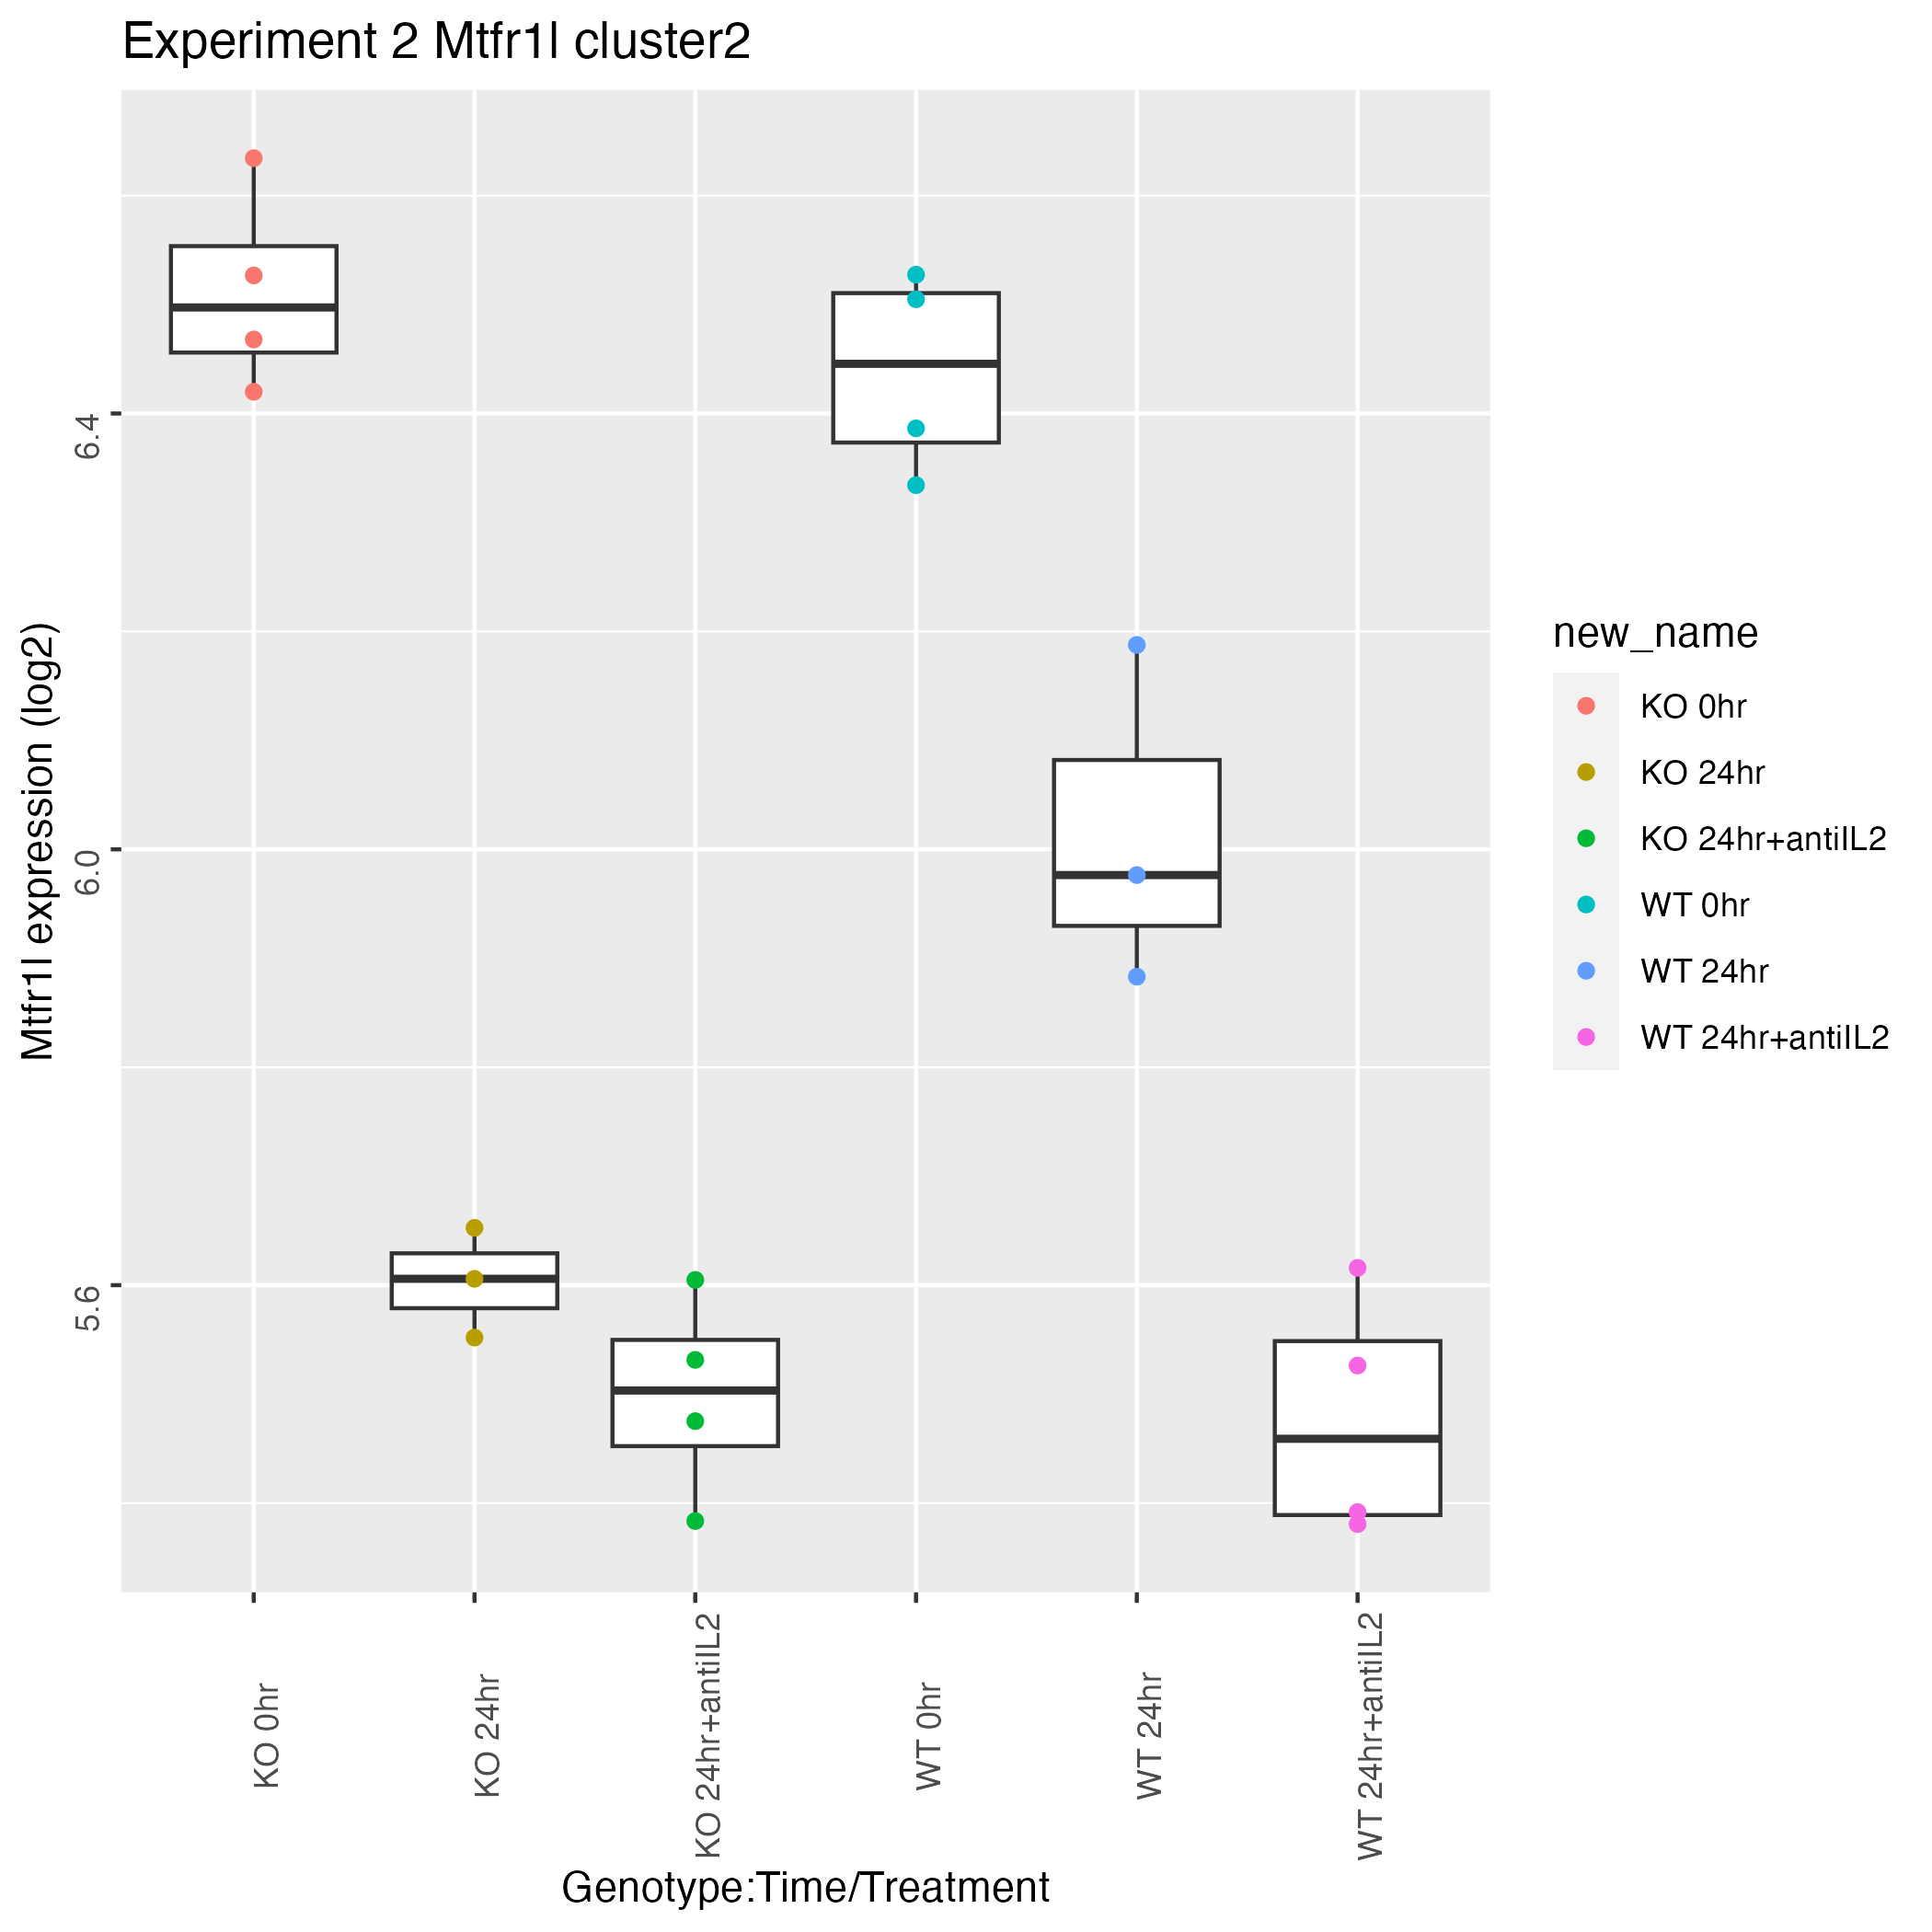 Experiment 2 Mtfr1l cluster2
Mtfr1l expression (log2)
6.4
6.0
5.6
KO 0hr
KO 24hr
KO 24hr+antiIL2
WT 0hr
WT 24hr
WT 24hr+antiIL2
Genotype:Time/Treatment
new_name
KO 0hr
KO 24hr
KO 24hr+antiIL2
WT 0hr
WT 24hr
WT 24hr+antiIL2